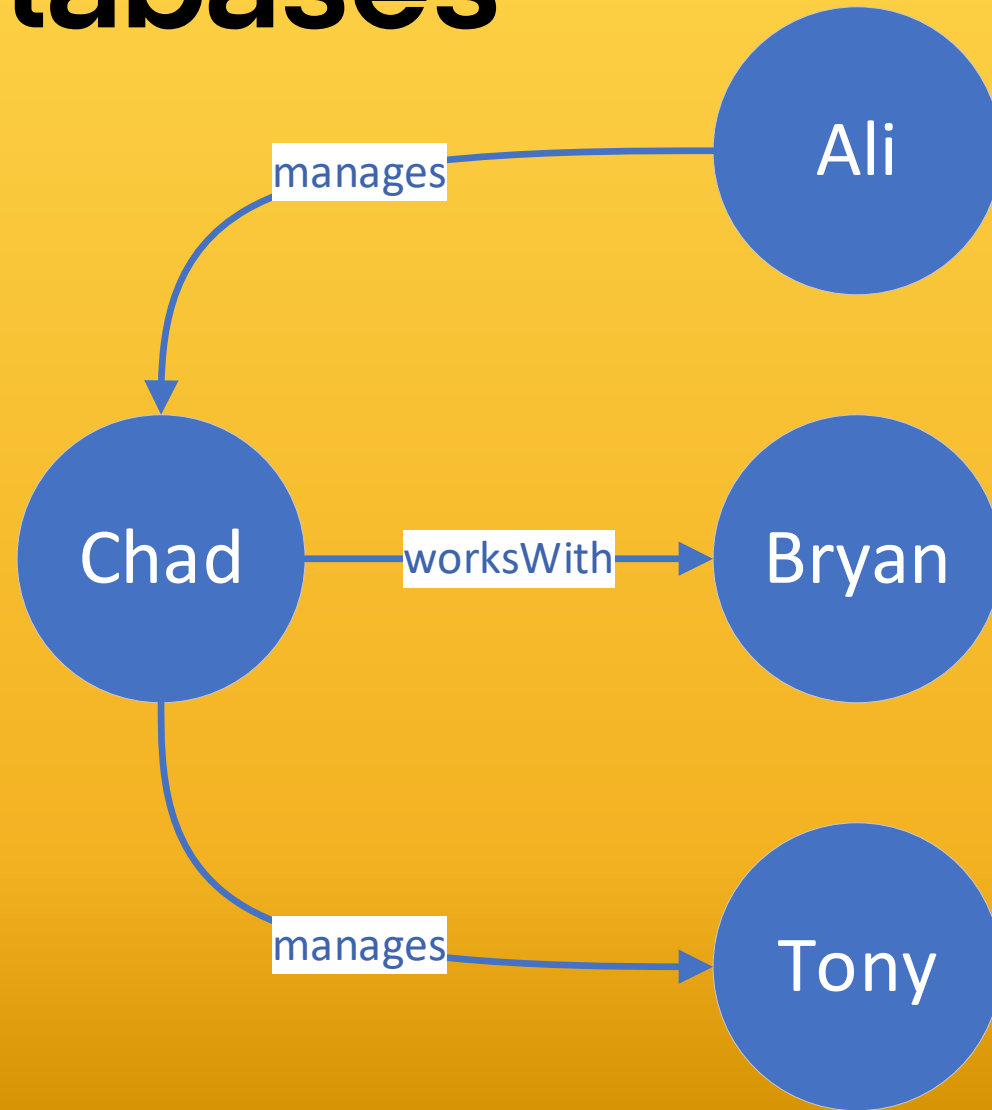 tabases
Ali
manages
Chad
worksWith
Bryan
manages
Tony